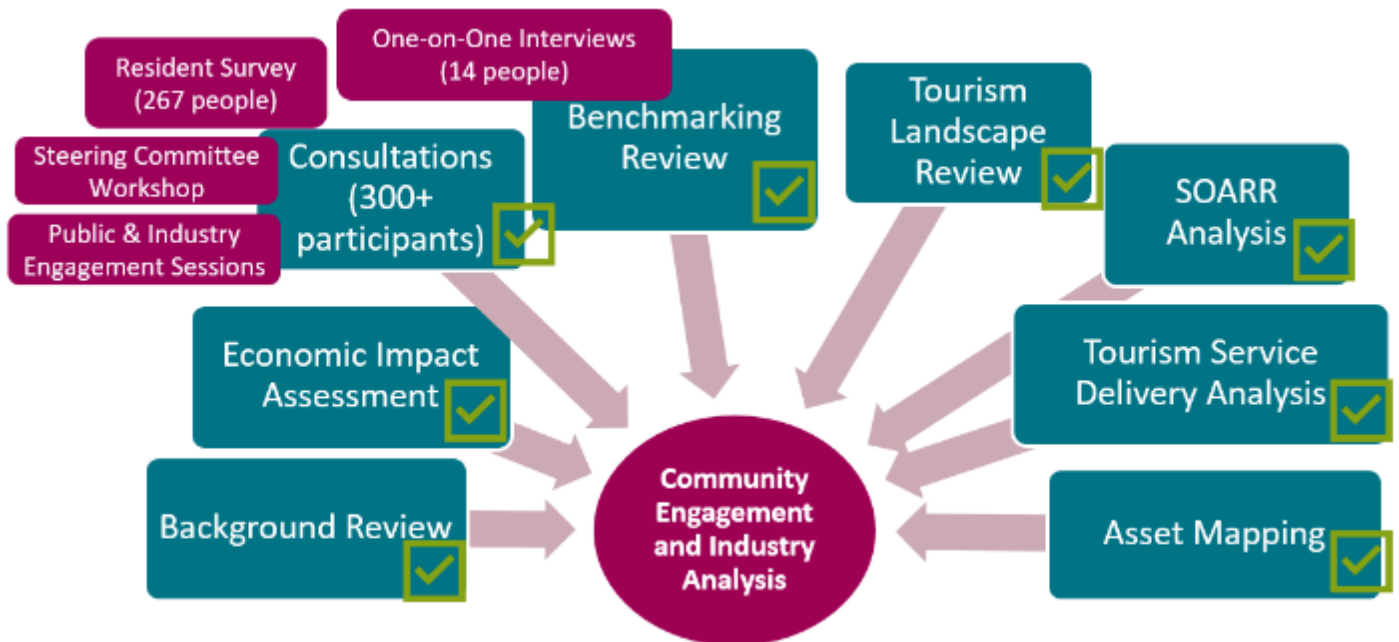 One-on-One Interviews
(14 people)
Resident Survey
(267 people)
Steering Committee
Workshop
Public & Industry
Engagement Sessions
Consultations
(300+
participants)
Benchmarking
Review
Tourism
Landscape
Review
SOARR
Analysis
Economic Impact
Assessment
Tourism Service
Delivery Analysis
Background Review
Asset Mapping
Community
Engagement
and Industry
Analysis